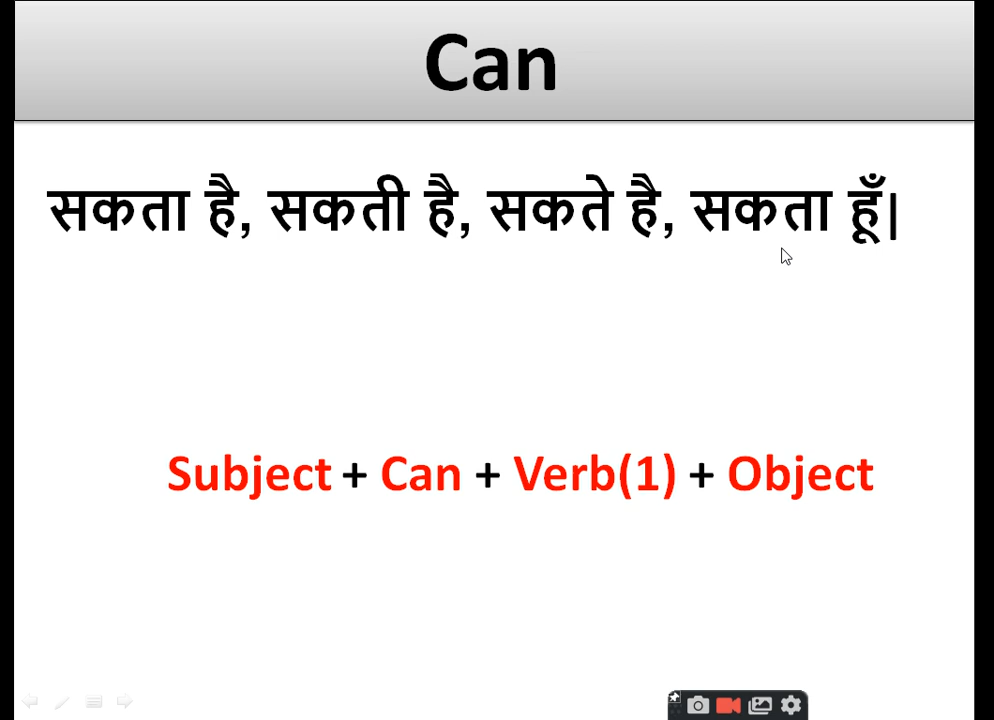 Can
सकता है, सकती है, सकते है, सकता हूँ|
Subject + Can + Verb(1) + Object